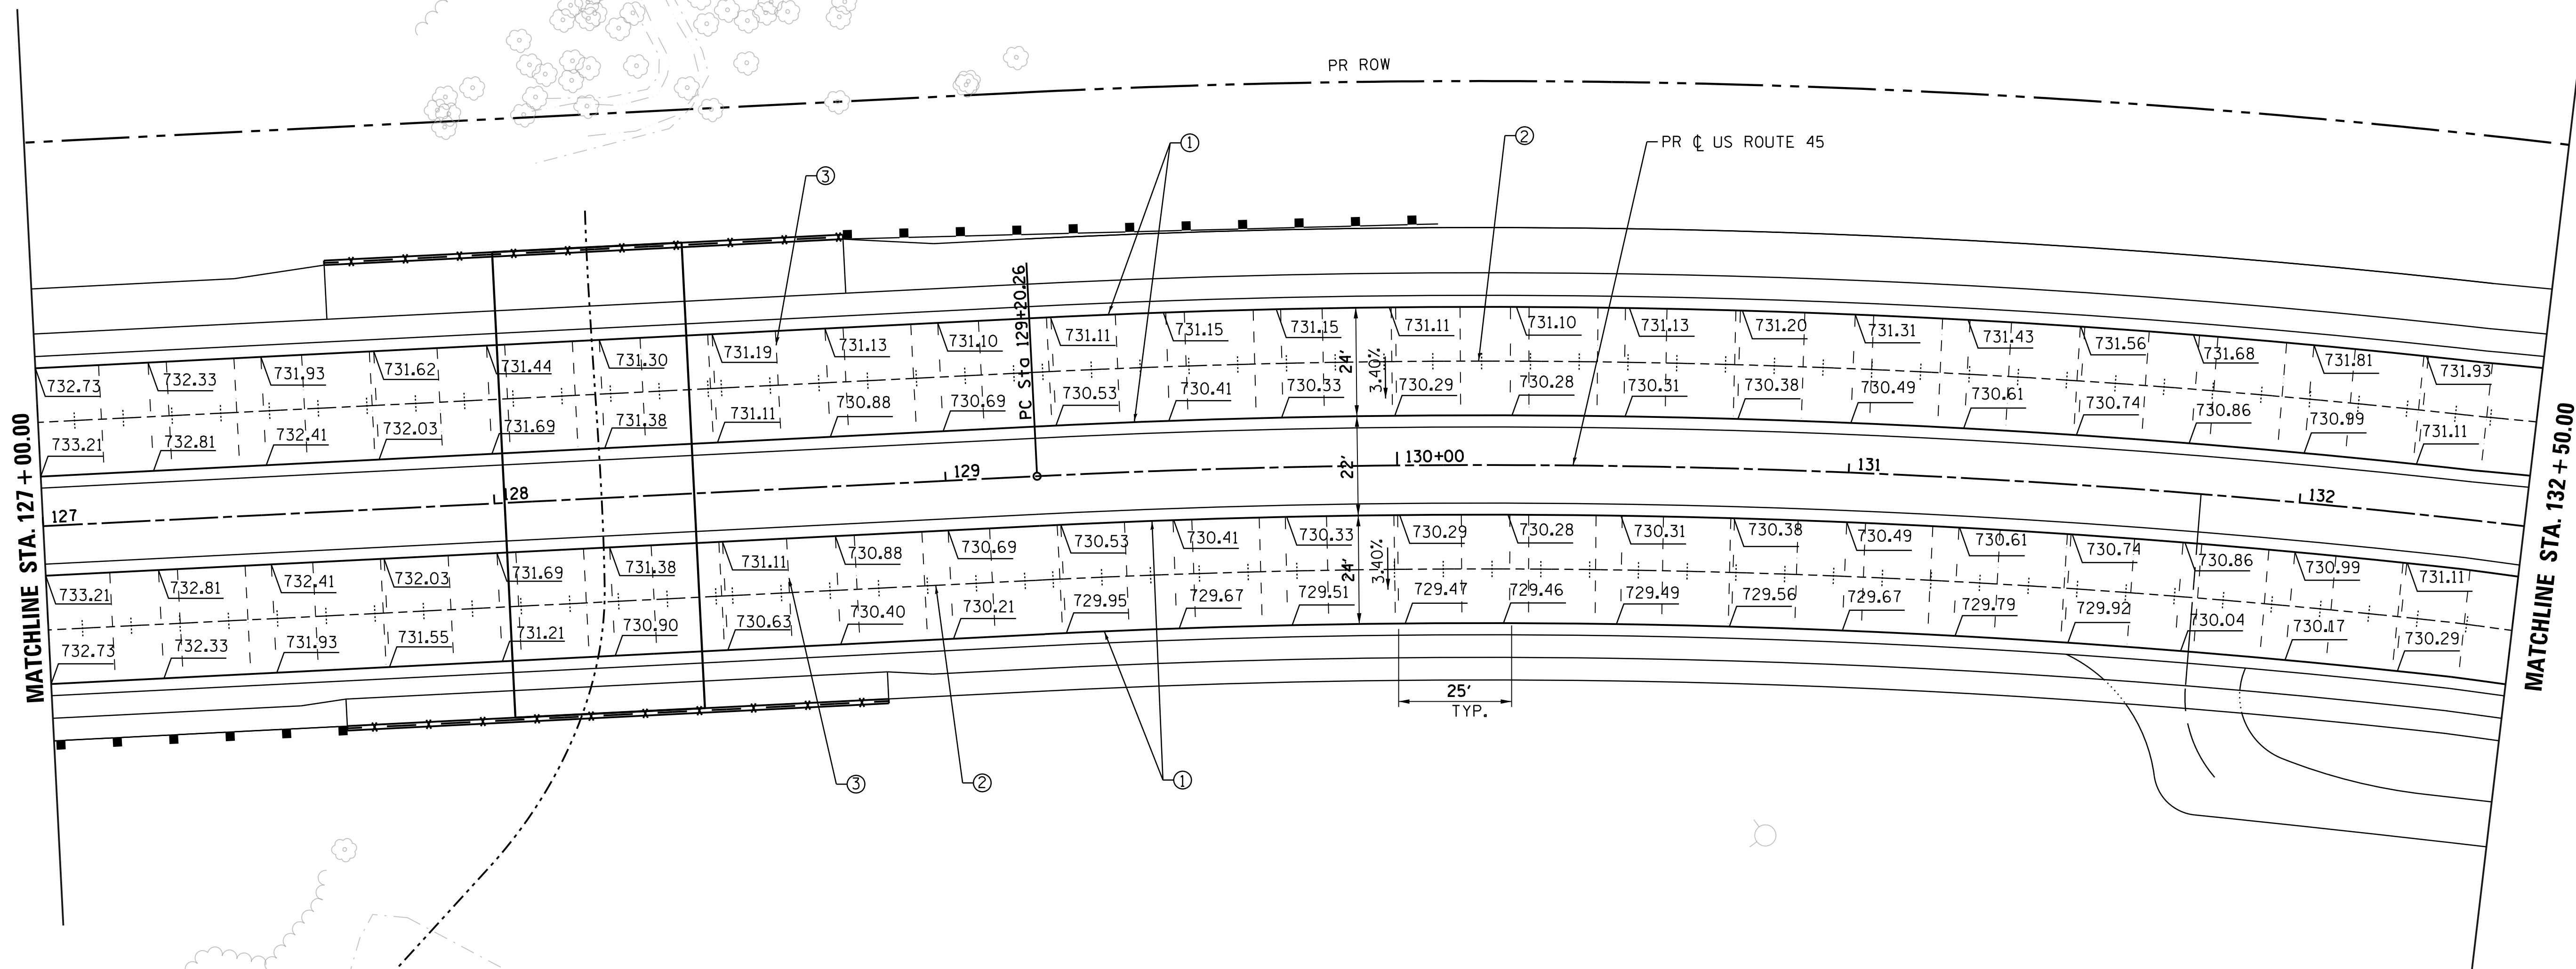 PR ROW
① ② PR ℄ US ROUTE 45
③
PC Sta 129+20.26
732.73 732.33 731.93 731.62 731.44 731.30 731.19 731.13 731.10 731.11 731.15 731.15 731.11 731.10 731.13 731.20 731.31 731.43 731.56 731.68 731.81 731.93
24' 3.40%
733.21 732.81 732.41 732.03 731.69 731.38 731.11 730.88 730.69 730.53 730.41 730.33 730.29 730.28 730.31 730.38 730.49 730.61 730.74 730.86 730.99 731.11
MATCHLINE STA. 127+00.00
MATCHLINE STA. 132+50.00
22'
127 128 129 130+00 131 132
733.21 732.81 732.41 732.03 731.69 731.38 731.11 730.88 730.69 730.53 730.41 730.33 730.29 730.28 730.31 730.38 730.49 730.61 730.74 730.86 730.99 731.11
24' 3.40%
732.73 732.33 731.93 731.55 731.21 730.90 730.63 730.40 730.21 729.95 729.67 729.51 729.47 729.46 729.49 729.56 729.67 729.79 729.92 730.04 730.17 730.29
25'
TYP.
③ ② ①